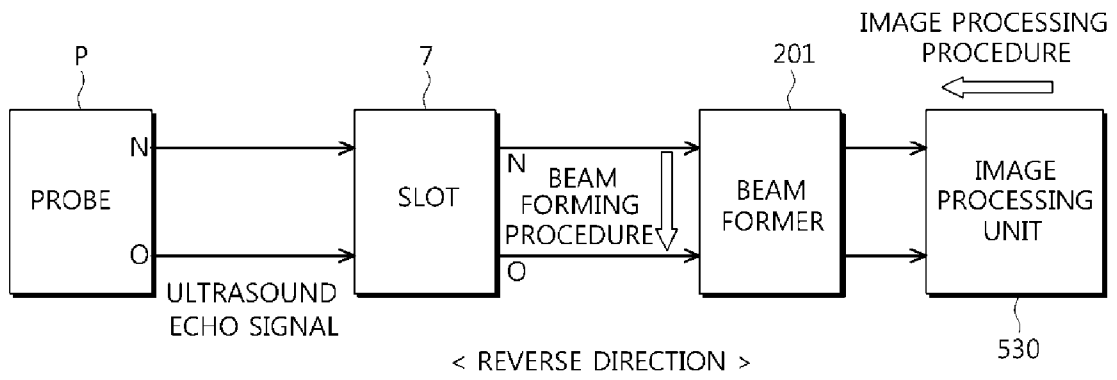 IMAGE PROCESSING
PROCEDURE
P
7
201
N
N
O
O
PROBE
SLOT
BEAM
FORMING
PROCEDURE
BEAM
FORMER
IMAGE
PROCESSING
UNIT
ULTRASOUND
ECHO SIGNAL
530
< REVERSE DIRECTION >